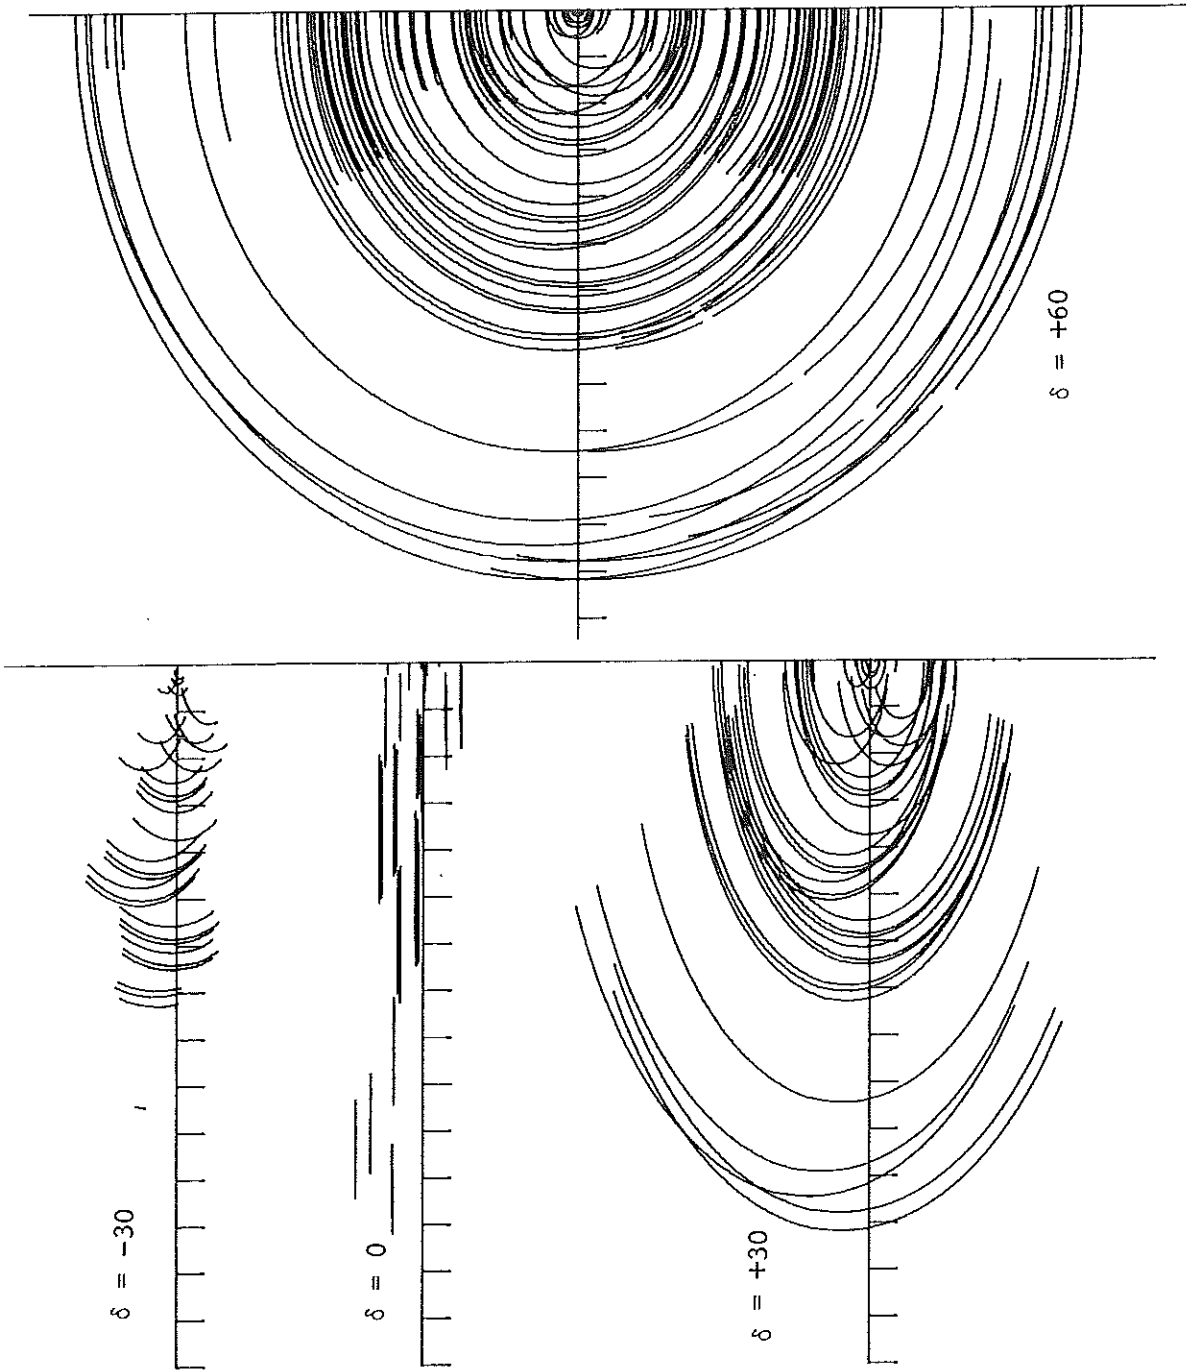 δ = +60
δ = -30
δ = 0
δ = +30